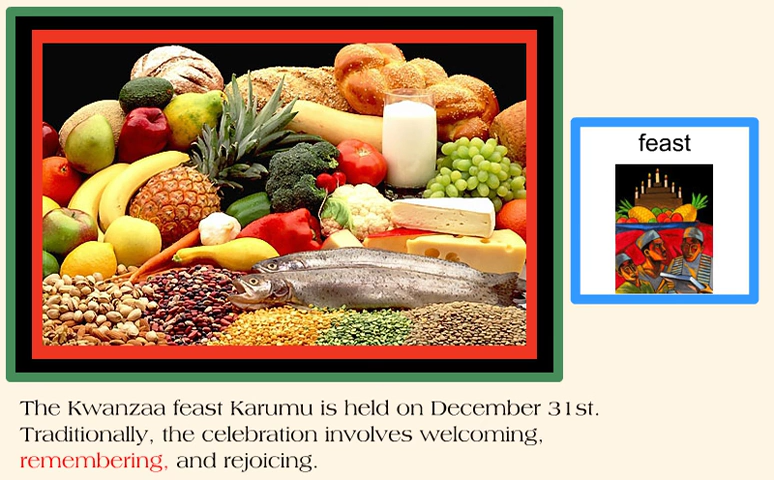 feast
The Kwanzaa feast Karumu is held on December 31st.
Traditionally, the celebration involves welcoming,
remembering, and rejoicing.